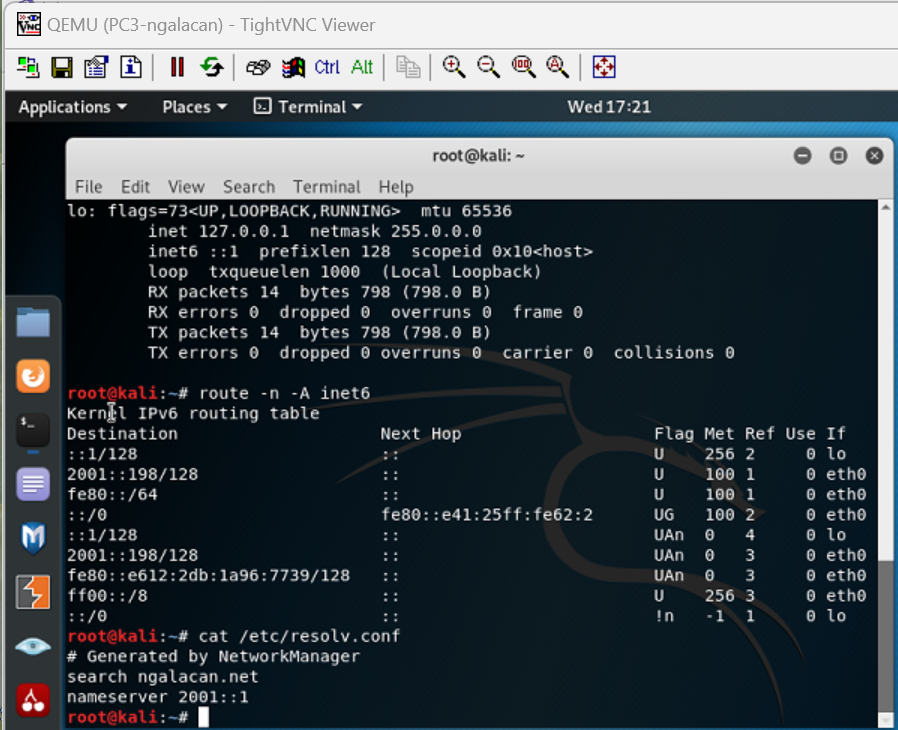 QEMU (PC3-ngalacan) - TightVNC Viewer
Ctrl Alt
Applications Places Terminal Wed 17:21
root@kali: ~
File Edit View Search Terminal Help
lo: flags=73<UP,LOOPBACK,RUNNING> mtu 65536
inet 127.0.0.1 netmask 255.0.0.0
inet6 ::1 prefixlen 128 scopeid 0x10<host>
loop txqueuelen 1000 (Local Loopback)
RX packets 14 bytes 798 (798.0 B)
RX errors 0 dropped 0 overruns 0 frame 0
TX packets 14 bytes 798 (798.0 B)
TX errors 0 dropped 0 overruns 0 carrier 0 collisions 0
root@kali:~# route -n -A inet6
Kernel IPv6 routing table
Destination Next Hop Flag Met Ref Use If
::1/128 :: U 256 2 0 lo
2001::198/128 :: U 100 1 0 eth0
fe80::/64 :: U 100 1 0 eth0
::/0 fe80::e41:25ff:fe62:2 UG 100 2 0 eth0
::1/128 :: UAn 0 4 0 lo
2001::198/128 :: UAn 0 3 0 eth0
fe80::e612:2db:1a96:7739/128 :: UAn 0 3 0 eth0
ff00::/8 :: U 256 3 0 eth0
::/0 :: !n -1 1 0 lo
root@kali:~# cat /etc/resolv.conf
# Generated by NetworkManager
search ngalacan.net
nameserver 2001::1
root@kali:~#